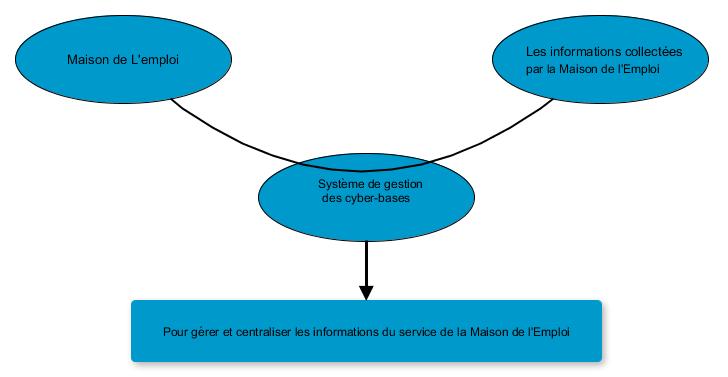 Maison de L'emploi
Les informations collectées
par la Maison de l'Emploi
Système de gestion
des cyber-bases
Pour gérer et centraliser les informations du service de la Maison de l'Emploi